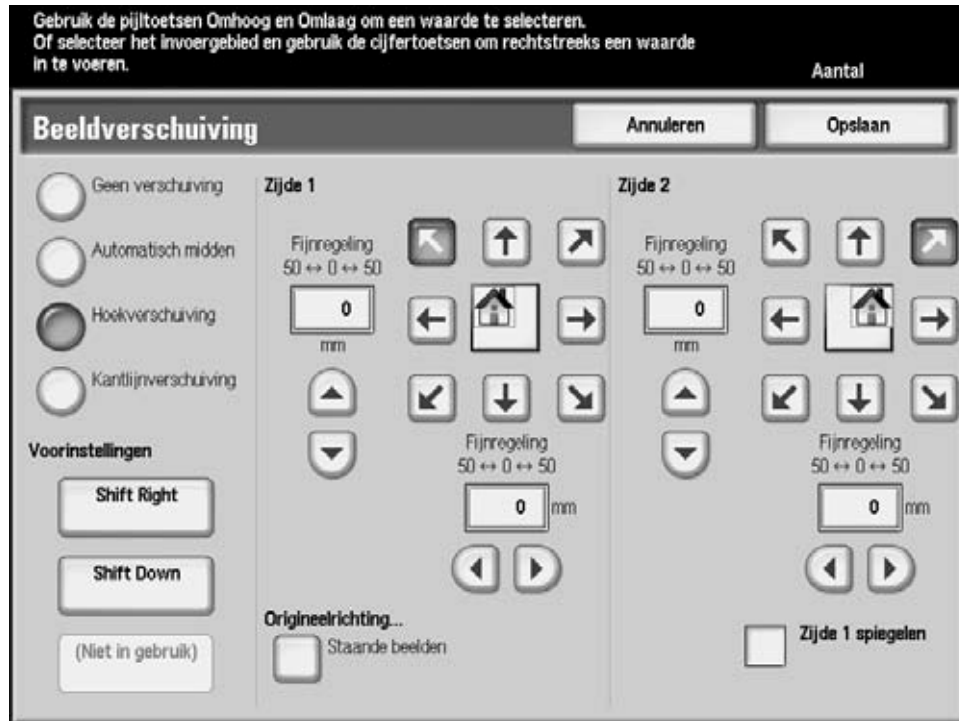 Gebruik de pijltoetsen Omhoog en Omlaag om een waarde te selecteren.
Of selecteer het invoergebied en gebruik de cijfertoetsen om rechtstreeks een waarde
in te voeren.
Aantal
Beeldverschuiving
Annuleren
Opslaan
Geen verschuiving
Automatisch midden
Hoekverschuiving
Kantlijnverschuiving
Voorinstellingen
Shift Right
Shift Down
(Niet in gebruik)
Zijde 1
Fijnregeling
50 ↔ 0 ↔ 50
0
mm
Fijnregeling
50 ↔ 0 ↔ 50
0 mm
Origineelrichting...
Staande beelden
Zijde 2
Fijnregeling
50 ↔ 0 ↔ 50
0
mm
Fijnregeling
50 ↔ 0 ↔ 50
0 mm
Zijde 1 spiegelen